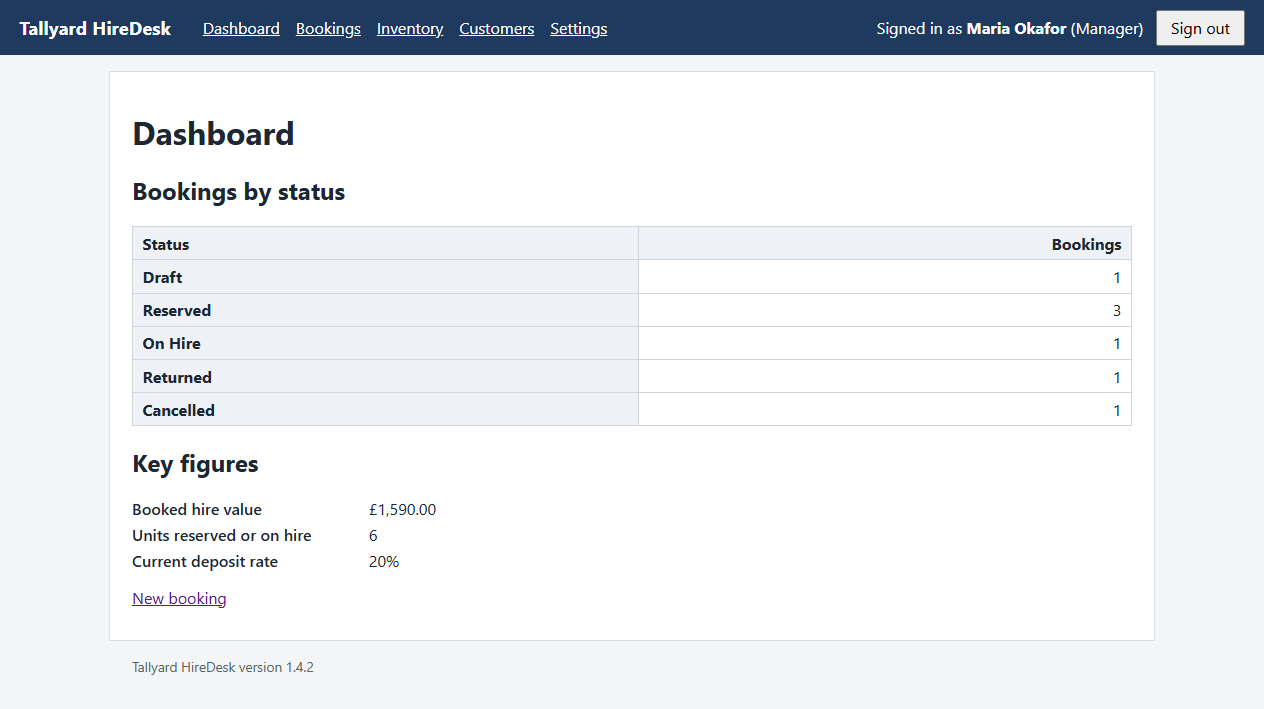 Tallyard HireDesk Dashboard Bookings Inventory Customers Settings Signed in as Maria Okafor (Manager) Sign out
Dashboard
Bookings by status
Status Bookings
Draft 1
Reserved 3
On Hire 1
Returned 1
Cancelled 1
Key figures
Booked hire value £1,590.00
Units reserved or on hire 6
Current deposit rate 20%
New booking
Tallyard HireDesk version 1.4.2